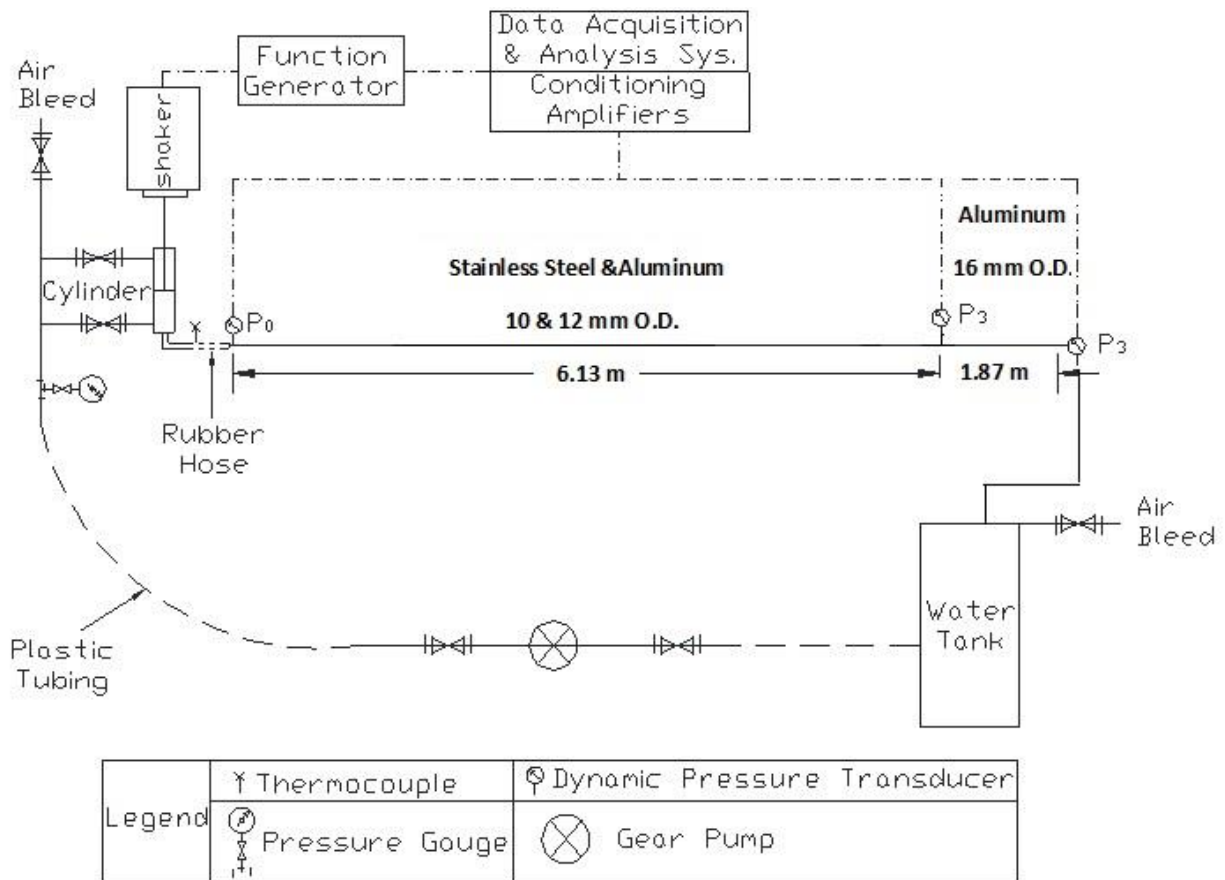 Data Acquisition
& Analysis Sys.
Conditioning
Amplifiers
Function
Generator
Air
Bleed
shaker
Aluminum
16 mm O.D.
Stainless Steel &Aluminum
10 & 12 mm O.D.
Cylinder
P0
P3
P3
6.13 m
1.87 m
Rubber
Hose
Air
Bleed
Water
Tank
Plastic
Tubing
Legend
Thermocouple
Dynamic Pressure Transducer
Pressure Gouge
Gear Pump